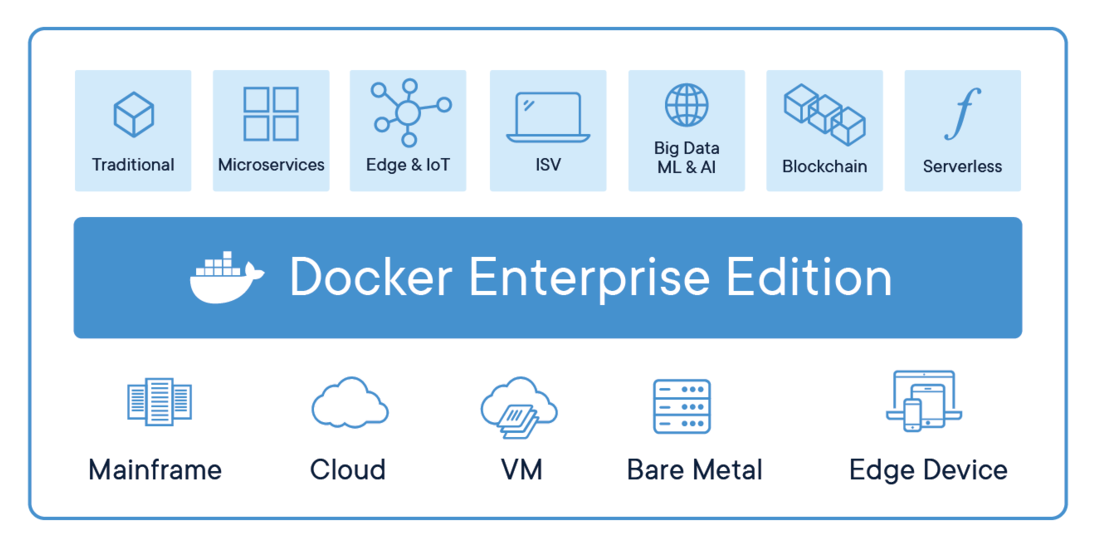 Traditional
Microservices
Edge & IoT
ISV
Big Data
ML & AI
Blockchain
f
Serverless
Docker Enterprise Edition
Mainframe
Cloud
VM
Bare Metal
Edge Device